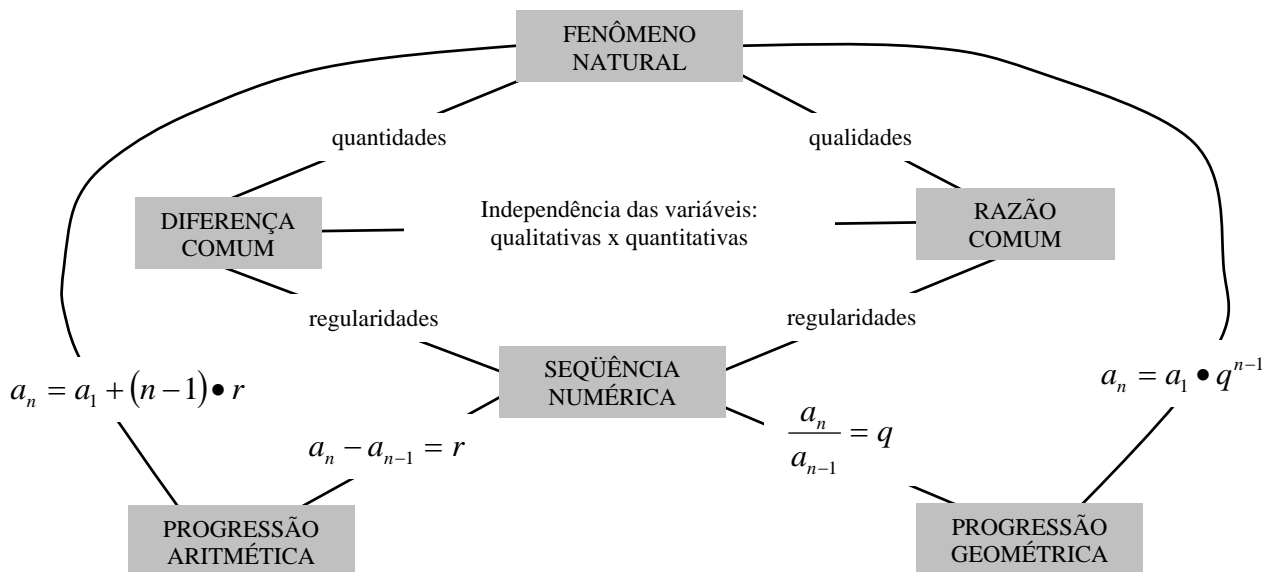 FENÔMENO
NATURAL
quantidades
qualidades
DIFERENÇA
COMUM
Independência das variáveis:
qualitativas x quantitativas
RAZÃO
COMUM
regularidades
regularidades
SEQÜÊNCIA
NUMÉRICA
a_n = a_1 + (n − 1) • r
a_n = a_1 • q^{n−1}
a_n − a_{n−1} = r
a_n / a_{n−1} = q
PROGRESSÃO
ARITMÉTICA
PROGRESSÃO
GEOMÉTRICA